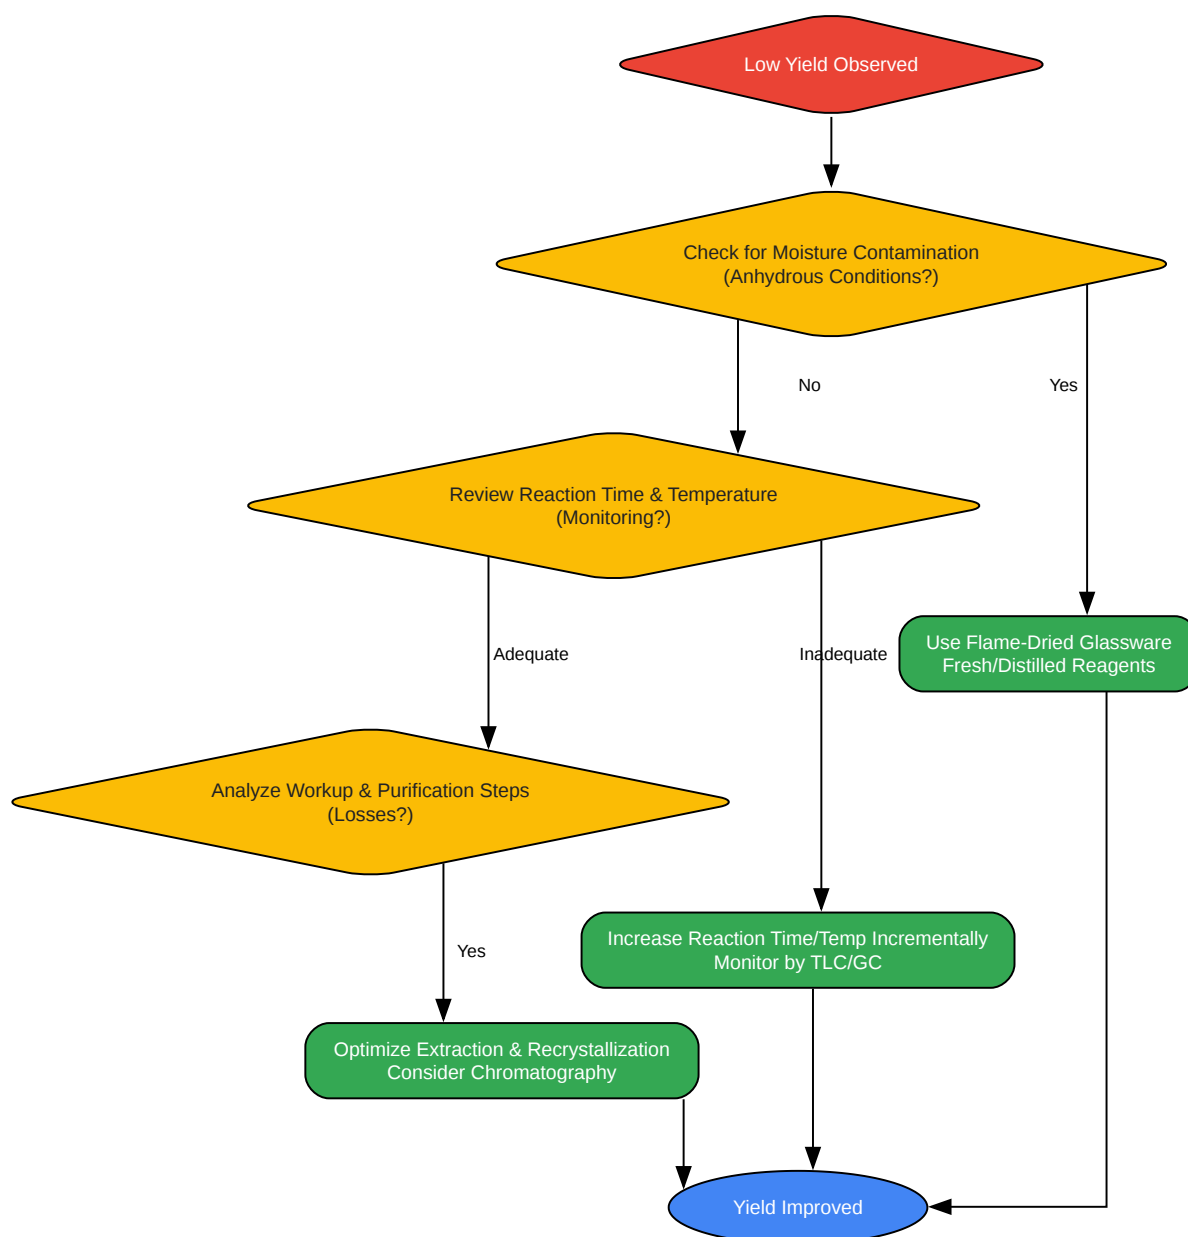 Low Yield Observed
Check for Moisture Contamination
(Anhydrous Conditions?)
No
Yes
Review Reaction Time & Temperature
(Monitoring?)
Adequate
Inadequate
Use Flame-Dried Glassware
Fresh/Distilled Reagents
Analyze Workup & Purification Steps
(Losses?)
Yes
Increase Reaction Time/Temp Incrementally
Monitor by TLC/GC
Optimize Extraction & Recrystallization
Consider Chromatography
Yield Improved